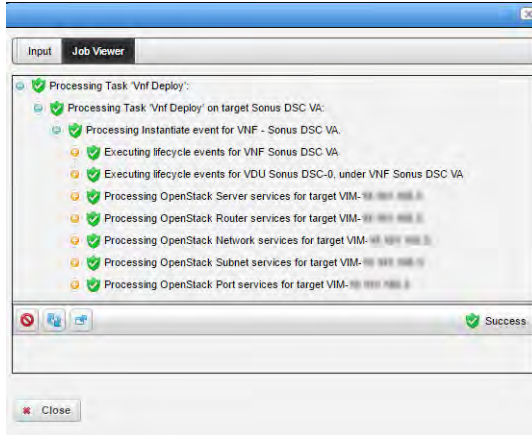 Input Job Viewer
Processing Task 'Vnf Deploy':
Processing Task 'Vnf Deploy' on target Sonus DSC VA:
Processing Instantiate event for VNF - Sonus DSC VA.
Executing lifecycle events for VNF Sonus DSC VA
Executing lifecycle events for VDU Sonus DSC-0, under VNF Sonus DSC VA
Processing OpenStack Server services for target VIM-
Processing OpenStack Router services for target VIM-
Processing OpenStack Network services for target VIM-
Processing OpenStack Subnet services for target VIM-
Processing OpenStack Port services for target VIM-
Success
Close